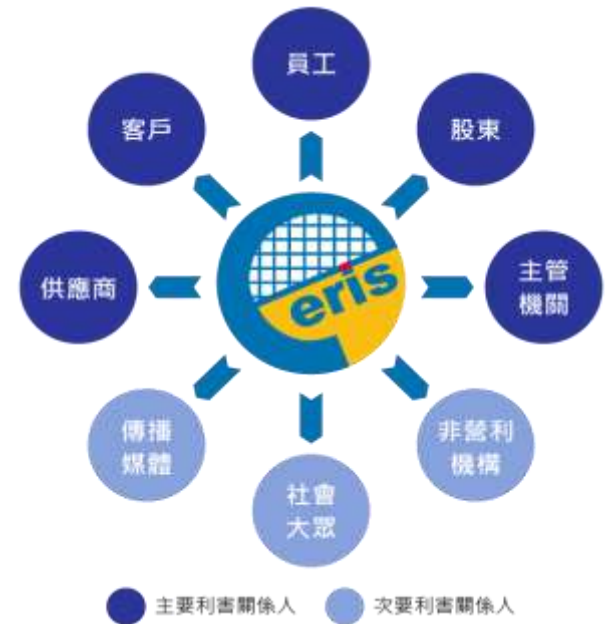 員工
客戶
股東
供應商
eris
主管
機關
傳播
媒體
非營利
機構
社會
大眾
主要利害關係人
次要利害關係人